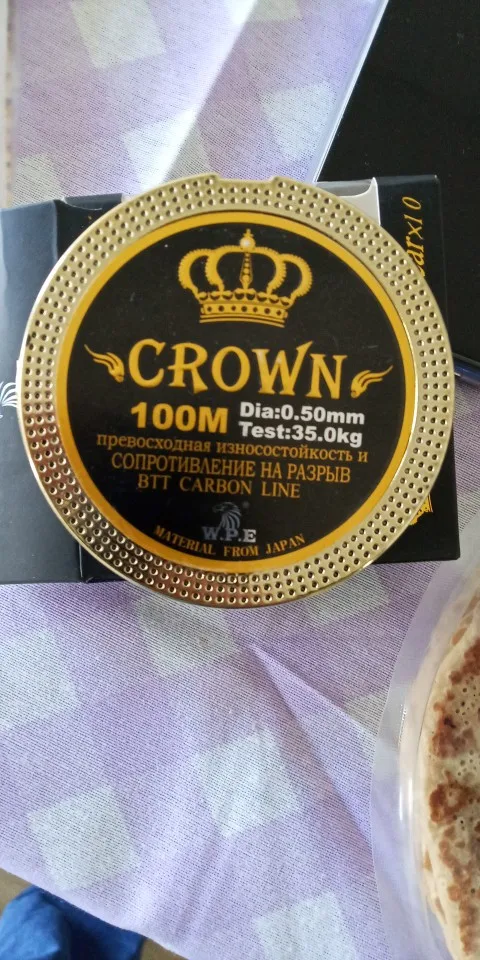 CROWN
100M
Dia:0.50mm
Test:35.0kg
превосходная износостойкость и
СОПРОТИВЛЕНИЕ НА РАЗРЫВ
BTT CARBON LINE
W.P.E
MATERIAL FROM JAPAN